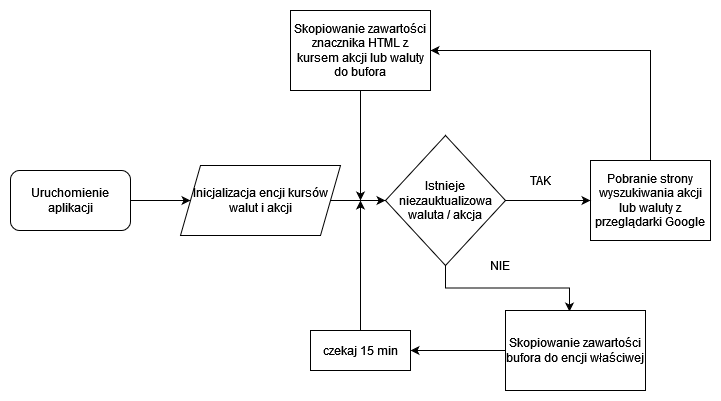 Skopiowanie zawartości
znacznika HTML z
kursem akcji lub waluty
do bufora
Uruchomienie
aplikacji
Inicjalizacja encji kursów
walut i akcji
Istnieje
niezauktualizowa
waluta / akcja
TAK
Pobranie strony
wyszukiwania akcji
lub waluty z
przeglądarki Google
NIE
czekaj 15 min
Skopiowanie zawartości
bufora do encji właściwej